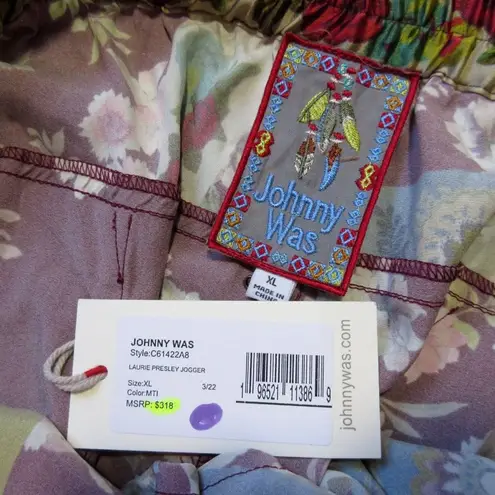 Johnny
Was
XL
MADE IN
CHINA
JOHNNY WAS
Style:C61422A8
LAURIE PRESLEY JOGGER
Size:XL 3/22
Color:MTI
MSRP: $318
1 96521 11386 9
johnnywas.com